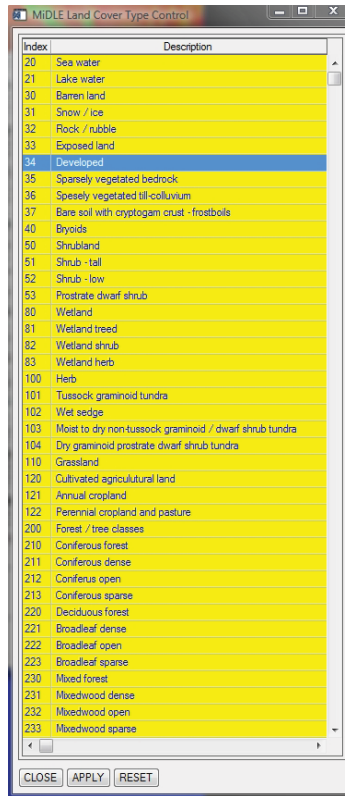 MiDLE Land Cover Type Control
Index Description
20 Sea water
21 Lake water
30 Barren land
31 Snow / ice
32 Rock / rubble
33 Exposed land
34 Developed
35 Sparsely vegetated bedrock
36 Spesely vegetated till-colluvium
37 Bare soil with cryptogam crust - frostboils
40 Bryoids
50 Shrubland
51 Shrub - tall
52 Shrub - low
53 Prostrate dwarf shrub
80 Wetland
81 Wetland treed
82 Wetland shrub
83 Wetland herb
100 Herb
101 Tussock graminoid tundra
102 Wet sedge
103 Moist to dry non-tussock graminoid / dwarf shrub tundra
104 Dry graminoid prostrate dwarf shrub tundra
110 Grassland
120 Cultivated agriculutural land
121 Annual cropland
122 Perennial cropland and pasture
200 Forest / tree classes
210 Coniferous forest
211 Coniferous dense
212 Coniferus open
213 Coniferous sparse
220 Deciduous forest
221 Broadleaf dense
222 Broadleaf open
223 Broadleaf sparse
230 Mixed forest
231 Mixedwood dense
232 Mixedwood open
233 Mixedwood sparse
CLOSE APPLY RESET